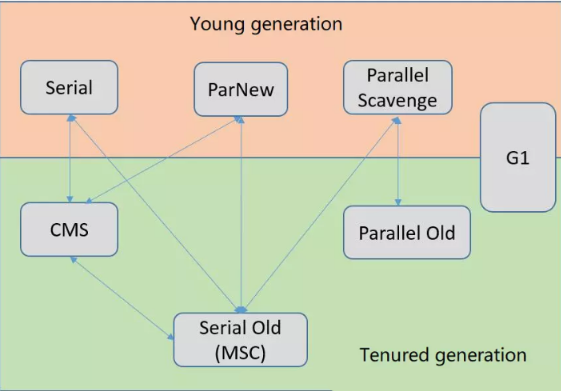 Young generation
Serial
ParNew
Parallel
Scavenge
G1
CMS
Parallel Old
Serial Old
(MSC)
Tenured generation